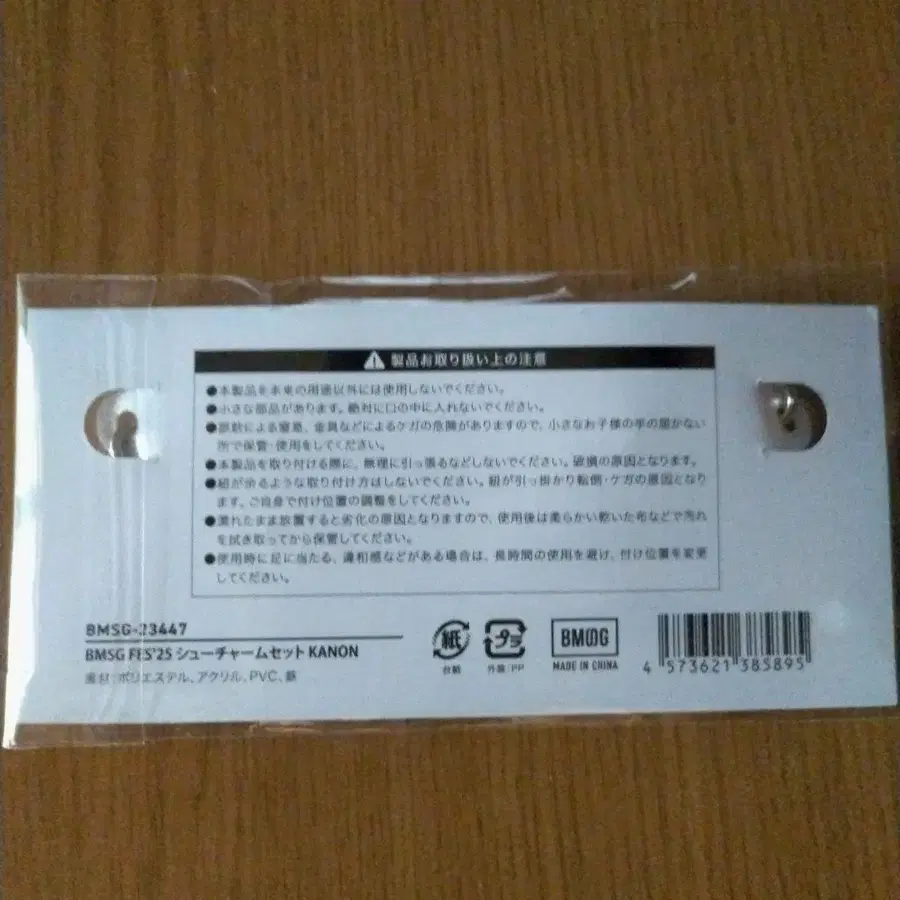 製品お取り扱い上の注意
●本製品を本来の用途以外には使用しないでください。
●小さな部品があります。絶対に口の中に入れないでください。
●誤飲による窒息、金具などによるケガの危険がありますので、小さなお子様の手の届かない
所で保管・使用をしてください。
●本製品を取り付ける際に、無理に引っ張るなどしないでください。破損の原因となります。
●紐が余るような取り付け方はしないでください。紐が引っ掛かり転倒・ケガの原因となり
ます。ご自身で付け位置の調整をしてください。
●濡れたまま放置すると劣化の原因となりますので、使用後は柔らかい乾いた布などで汚れ
を拭き取ってから保管してください。
●使用時に足に当たる、違和感などがある場合は、長時間の使用を避け、付け位置を変更
してください。
BMSG-23447
BMSG FES'25 シューチャームセット KANON
素材:ポリエステル、アクリル、PVC、鉄
紙
台紙
プラ
外装:PP
BMSG
MADE IN CHINA
4 573621 385895